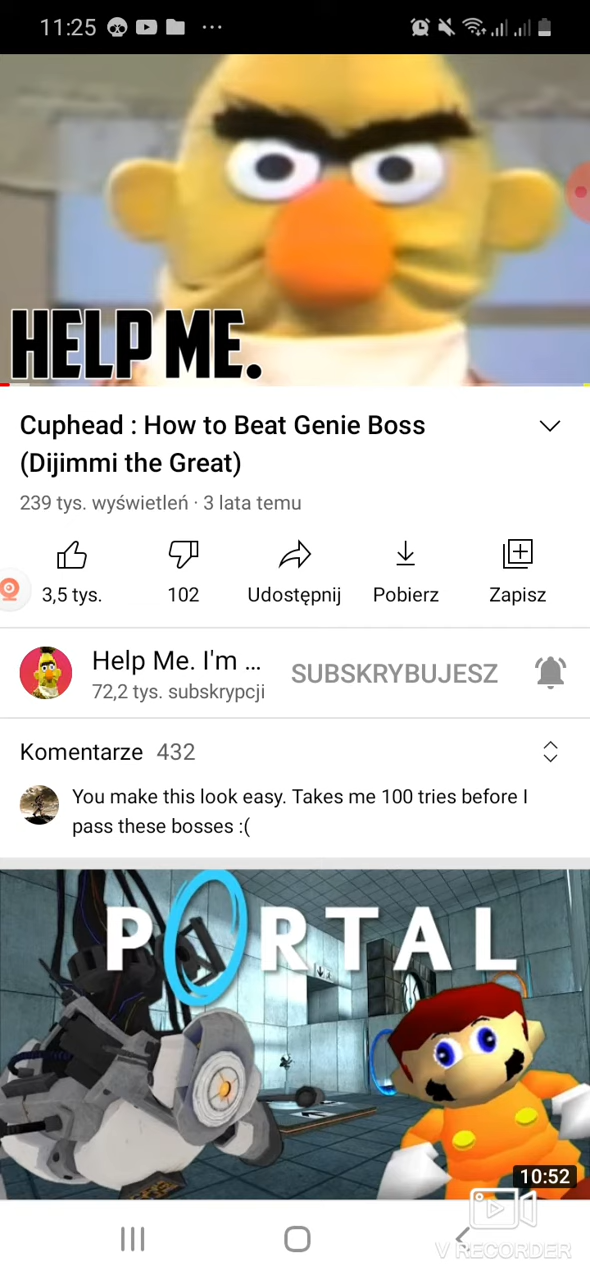 11:25
HELP ME.
Cuphead : How to Beat Genie Boss
(Dijimmi the Great)
239 tys. wyświetleń · 3 lata temu
3,5 tys.
102
Udostępnij
Pobierz
Zapisz
Help Me. I'm ...
SUBSKRYBUJESZ
72,2 tys. subskrypcji
Komentarze 432
You make this look easy. Takes me 100 tries before I
pass these bosses :(
PORTAL
10:52
V RECORDER